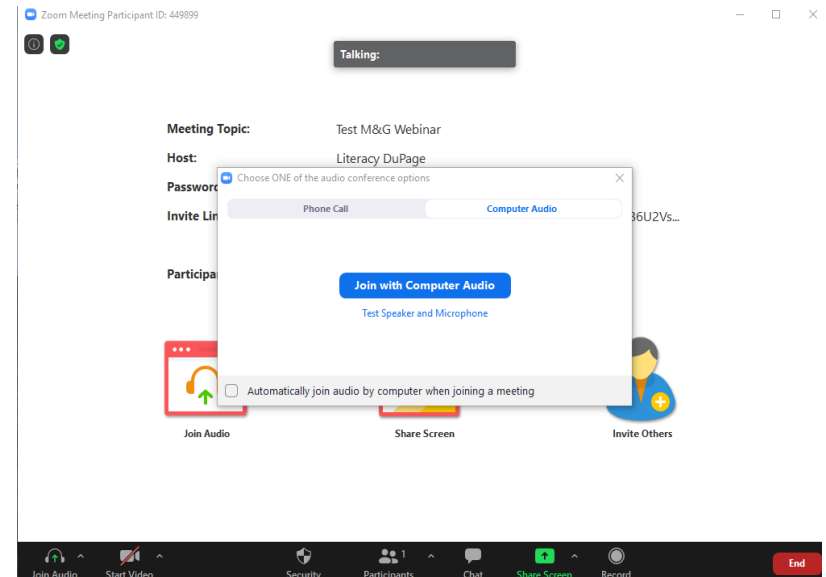 Zoom Meeting Participant ID: 449899
Talking:
Meeting Topic: Test M&G Webinar
Host: Literacy DuPage
Choose ONE of the audio conference options
Phone Call Computer Audio
Invite Lin 36U2Vs...
Join with Computer Audio
Test Speaker and Microphone
Automatically join audio by computer when joining a meeting
Join Audio Share Screen Invite Others
1
Join Audio Start Video Security Participants Chat Share Screen Record End